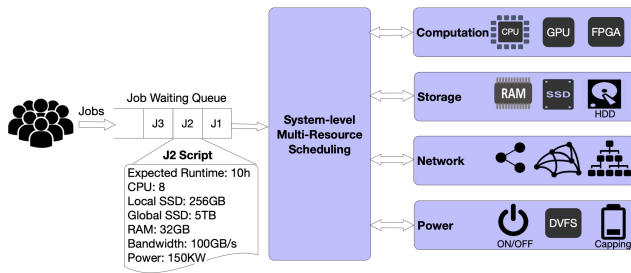 Jobs
Job Waiting Queue
J3 J2 J1
J2 Script
Expected Runtime: 10h
CPU: 8
Local SSD: 256GB
Global SSD: 5TB
RAM: 32GB
Bandwidth: 100GB/s
Power: 150KW
System-level
Multi-Resource
Scheduling
Computation
CPU
GPU
FPGA
Storage
RAM
SSD
HDD
Network
Power
ON/OFF
DVFS
Capping